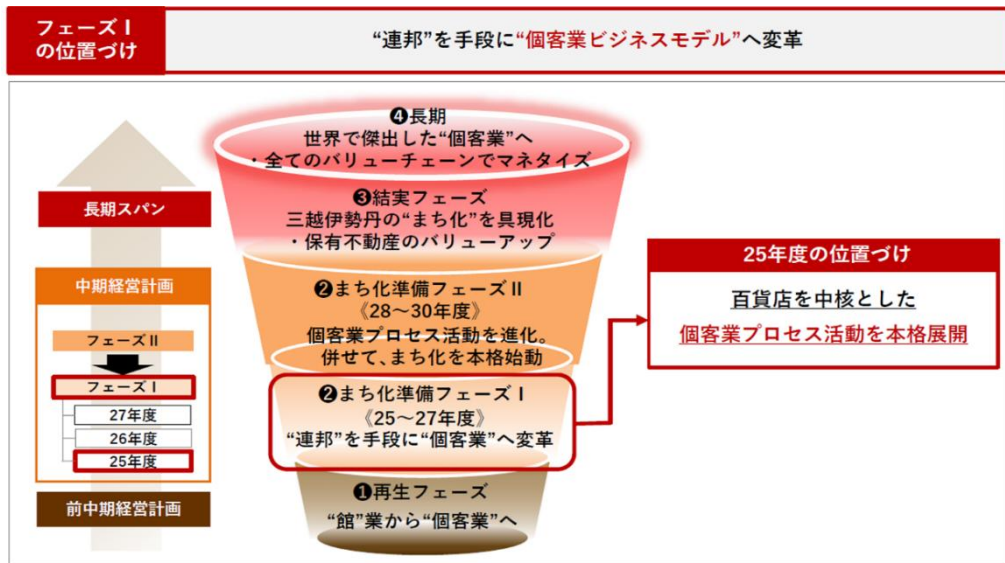 フェーズⅠ
の位置づけ
“連邦”を手段に“個客業ビジネスモデル”へ変革
❹長期
世界で傑出した“個客業”へ
・全てのバリューチェーンでマネタイズ
長期スパン
❸結実フェーズ
三越伊勢丹の“まち化”を具現化
・保有不動産のバリューアップ
中期経営計画
フェーズⅡ
フェーズⅠ
27年度
26年度
25年度
前中期経営計画
❷まち化準備フェーズⅡ
《28～30年度》
個客業プロセス活動を進化。
併せて、まち化を本格始動
❷まち化準備フェーズⅠ
《25～27年度》
“連邦”を手段に“個客業”へ変革
❶再生フェーズ
“館”業から“個客業”へ
25年度の位置づけ
百貨店を中核とした
個客業プロセス活動を本格展開